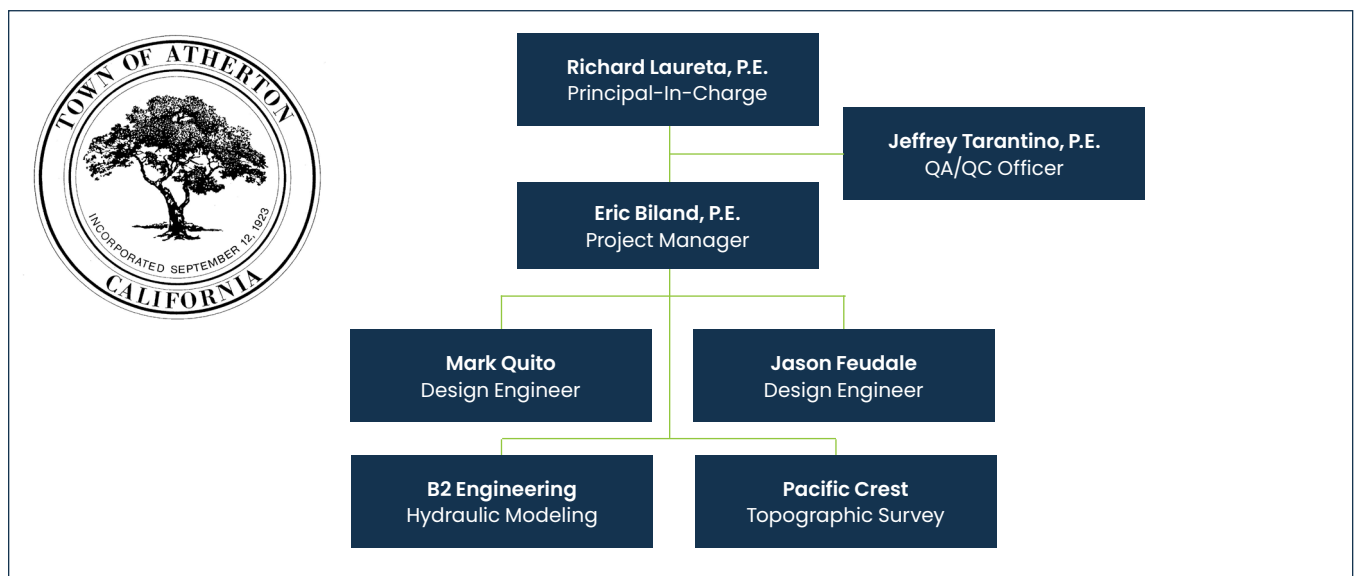 TOWN OF ATHERTON
INCORPORATED SEPTEMBER 12, 1923
CALIFORNIA
Richard Laureta, P.E.
Principal-In-Charge
Jeffrey Tarantino, P.E.
QA/QC Officer
Eric Biland, P.E.
Project Manager
Mark Quito
Design Engineer
Jason Feudale
Design Engineer
B2 Engineering
Hydraulic Modeling
Pacific Crest
Topographic Survey